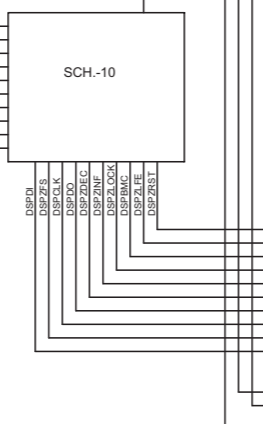 SCH.-10
DSPDI
DSPZFS
DSPCLK
DSPDO
DSPZDEC
DSPZINF
DSPZLOCK
DSPBMC
DSPZLFE
DSPZRST